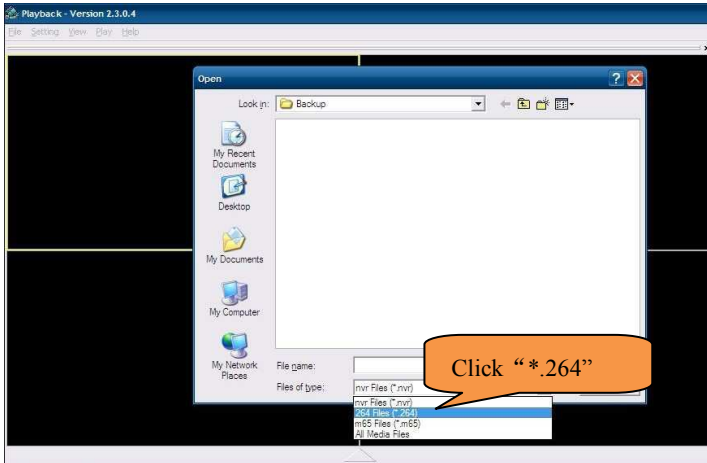 Playback - Version 2.3.0.4
File Setting View Play Help
Open
Look in: Backup
My Recent
Documents
Desktop
My Documents
My Computer
My Network
Places
File name:
Files of type: nvr Files (*.nvr)
nvr Files (*.nvr)
264 Files (*.264)
m65 Files (*.m65)
All Media Files
Click “*.264”